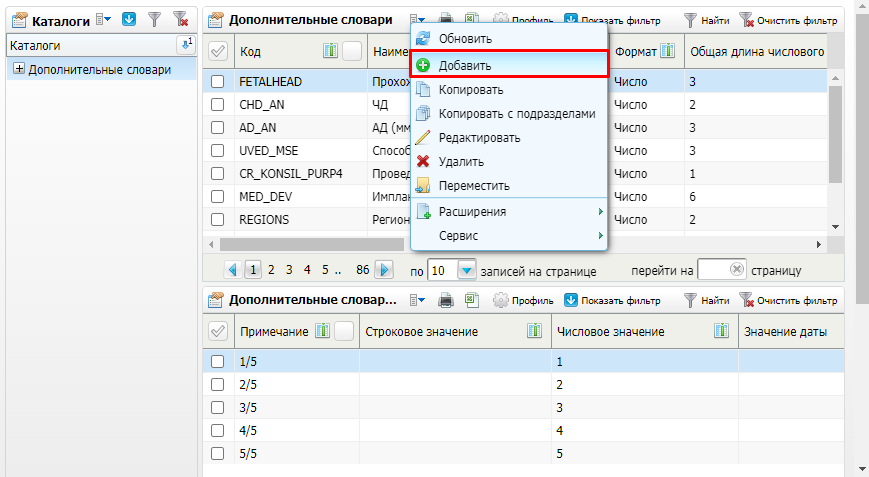 Каталоги
Каталоги
1
Дополнительные словари
Дополнительные словари
Профиль
Показать фильтр
Найти
Очистить фильтр
Код
Формат
Общая длина числового
FETALHEAD
Число
3
CHD_AN
ЧД
Число
2
AD_AN
АД (мм
Число
3
UVED_MSE
Способ
Число
3
CR_KONSIL_PURP4
Провед
Число
1
MED_DEV
Число
6
REGIONS
Регион
Число
2
Обновить
Добавить
Копировать
Копировать с подразделами
Редактировать
Удалить
Переместить
Расширения
Сервис
1 2 3 4 5 .. 86
по 10 записей на странице
перейти на страницу
Дополнительные словар...
Профиль
Показать фильтр
Найти
Очистить фильтр
Примечание
Строковое значение
Числовое значение
Значение даты
1/5
1
2/5
2
3/5
3
4/5
4
5/5
5